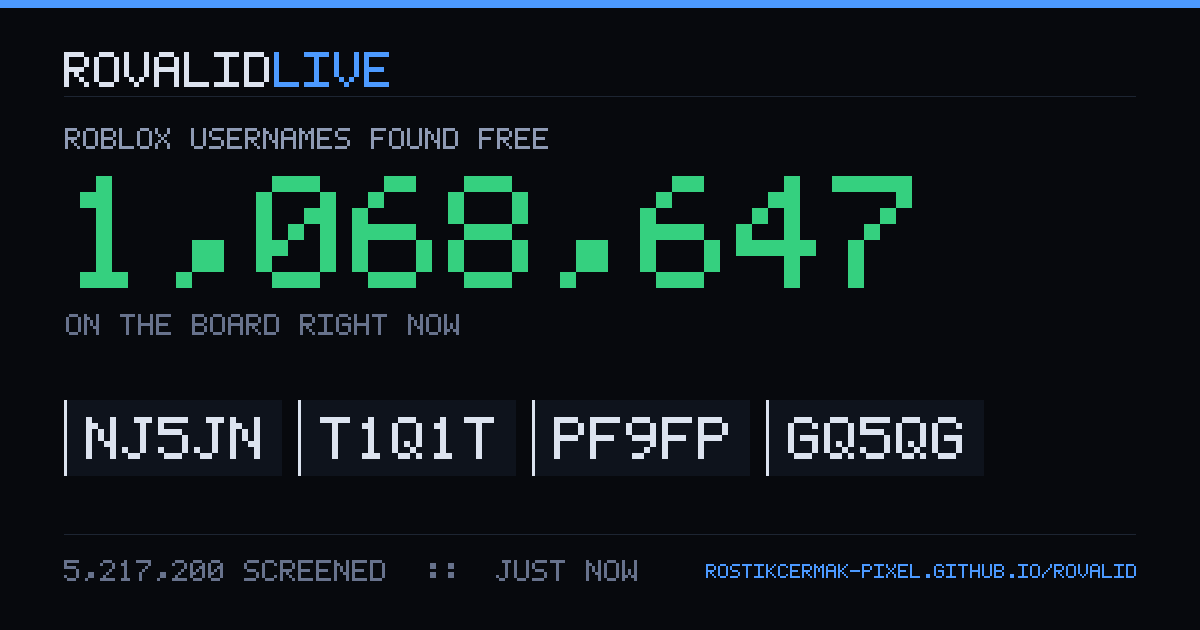 ROVALIDLIVE
ROBLOX USERNAMES FOUND FREE
1,068,647
ON THE BOARD RIGHT NOW
NJ5JN T1Q1T PF9FP GQ5QG
5,217,200 SCREENED :: JUST NOW ROSTIKCERMAK-PIXEL.GITHUB.IO/ROVALID